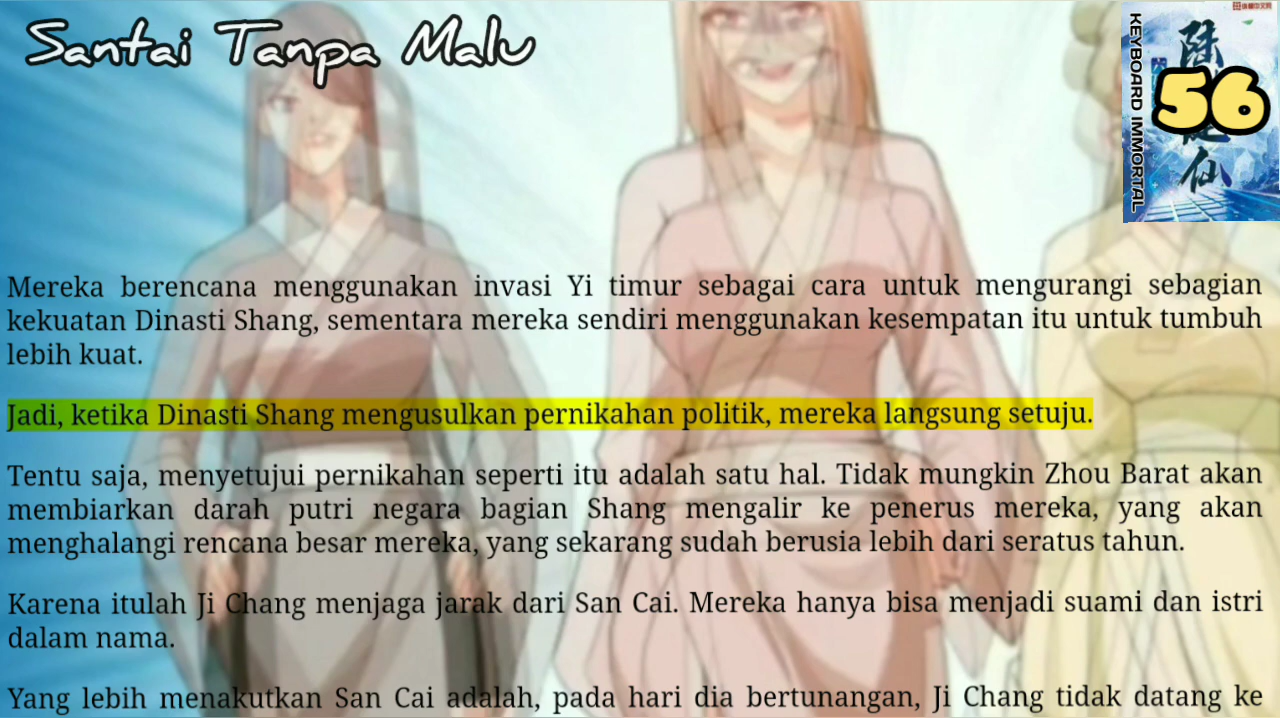 Santai Tanpa Malu
KEYBOARD IMMORTAL
56
仙
Mereka berencana menggunakan invasi Yi timur sebagai cara untuk mengurangi sebagian
kekuatan Dinasti Shang, sementara mereka sendiri menggunakan kesempatan itu untuk tumbuh
lebih kuat.
Jadi, ketika Dinasti Shang mengusulkan pernikahan politik, mereka langsung setuju.
Tentu saja, menyetujui pernikahan seperti itu adalah satu hal. Tidak mungkin Zhou Barat akan
membiarkan darah putri negara bagian Shang mengalir ke penerus mereka, yang akan
menghalangi rencana besar mereka, yang sekarang sudah berusia lebih dari seratus tahun.
Karena itulah Ji Chang menjaga jarak dari San Cai. Mereka hanya bisa menjadi suami dan istri
dalam nama.
Yang lebih menakutkan San Cai adalah, pada hari dia bertunangan, Ji Chang tidak datang ke